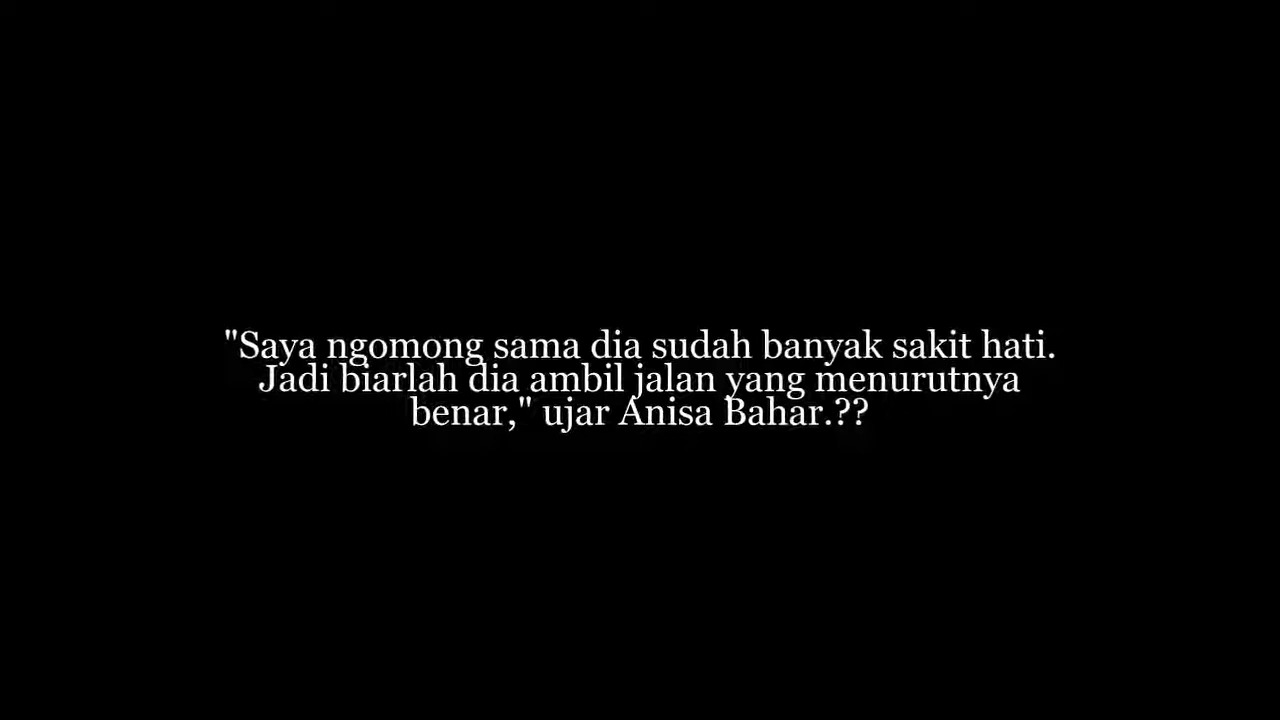 "Saya ngomong sama dia sudah banyak sakit hati.
Jadi biarlah dia ambil jalan yang menurutnya
benar," ujar Anisa Bahar.??